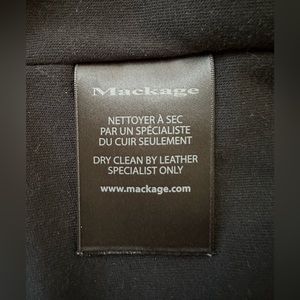 Mackage
NETTOYER À SEC
PAR UN SPÉCIALISTE
DU CUIR SEULEMENT
DRY CLEAN BY LEATHER
SPECIALIST ONLY
www.mackage.com